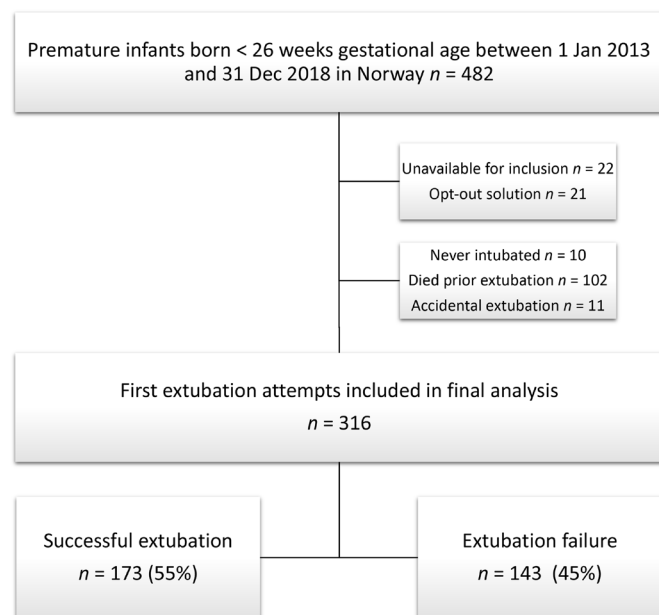 Premature infants born < 26 weeks gestational age between 1 Jan 2013
and 31 Dec 2018 in Norway n = 482
Unavailable for inclusion n = 22
Opt-out solution n = 21
Never intubated n = 10
Died prior extubation n = 102
Accidental extubation n = 11
First extubation attempts included in final analysis
n = 316
Successful extubation
n = 173 (55%)
Extubation failure
n = 143 (45%)